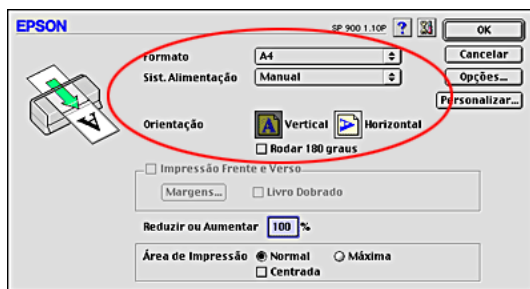 EPSON SP 900 1.10P ? OK
Formato A4 Cancelar
Sist.Alimentação Manual Opções...
Personalizar...
Orientação A Vertical A Horizontal
Rodar 180 graus
Impressão Frente e Verso
Margens... Livro Dobrado
Reduzir ou Aumentar 100 %
Área de Impressão Normal Máxima
Centrada